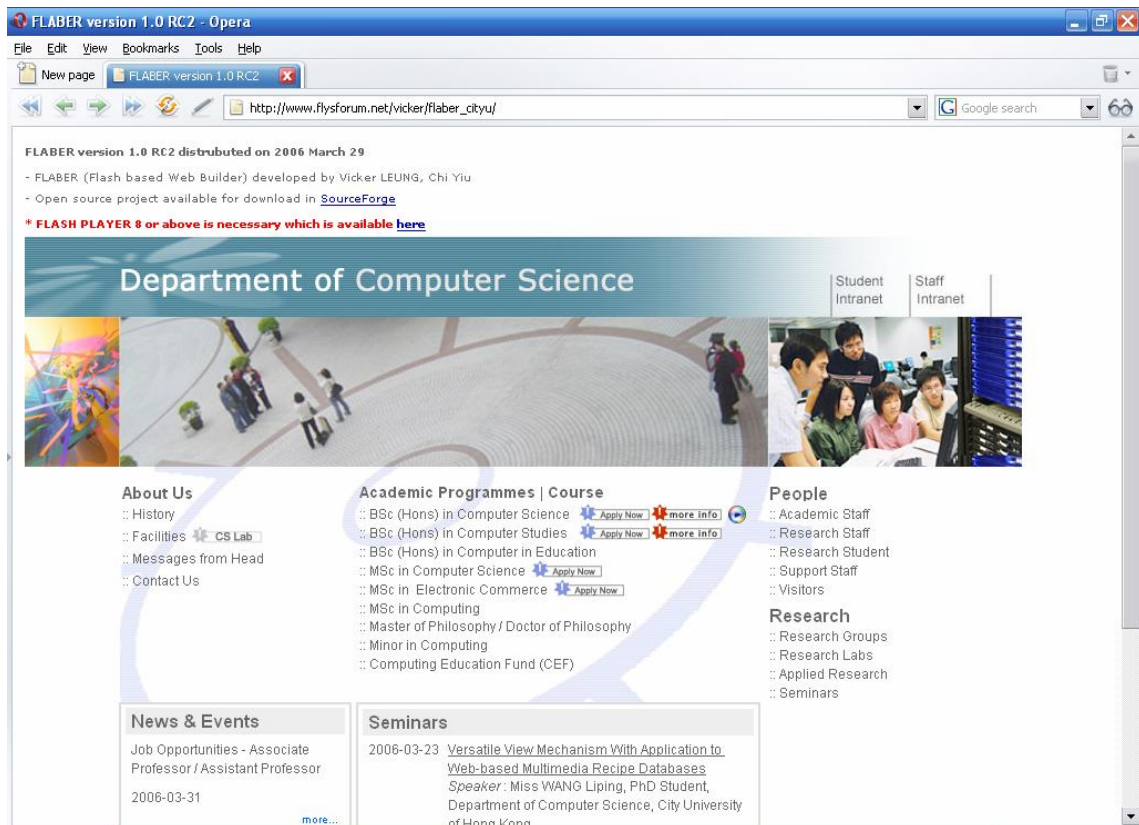 FLABER version 1.0 RC2 - Opera
File Edit View Bookmarks Tools Help
New page FLABER version 1.0 RC2
http://www.flysforum.net/vicker/flaber_cityu/ Google search
FLABER version 1.0 RC2 distrubuted on 2006 March 29
- FLABER (Flash based Web Builder) developed by Vicker LEUNG, Chi Yiu
- Open source project available for download in SourceForge
* FLASH PLAYER 8 or above is necessary which is available here
Department of Computer Science
Student Intranet
Staff Intranet
About Us
:: History
:: Facilities CS Lab
:: Messages from Head
:: Contact Us
Academic Programmes | Course
:: BSc (Hons) in Computer Science Apply Now more info
:: BSc (Hons) in Computer Studies Apply Now more info
:: BSc (Hons) in Computer in Education
:: MSc in Computer Science Apply Now
:: MSc in Electronic Commerce Apply Now
:: MSc in Computing
:: Master of Philosophy / Doctor of Philosophy
:: Minor in Computing
:: Computing Education Fund (CEF)
People
:: Academic Staff
:: Research Staff
:: Research Student
:: Support Staff
:: Visitors
Research
:: Research Groups
:: Research Labs
:: Applied Research
:: Seminars
News & Events
Job Opportunities - Associate
Professor / Assistant Professor
2006-03-31
more...
Seminars
2006-03-23 Versatile View Mechanism With Application to
Web-based Multimedia Recipe Databases
Speaker : Miss WANG Liping, PhD Student,
Department of Computer Science, City University
of Hong Kong